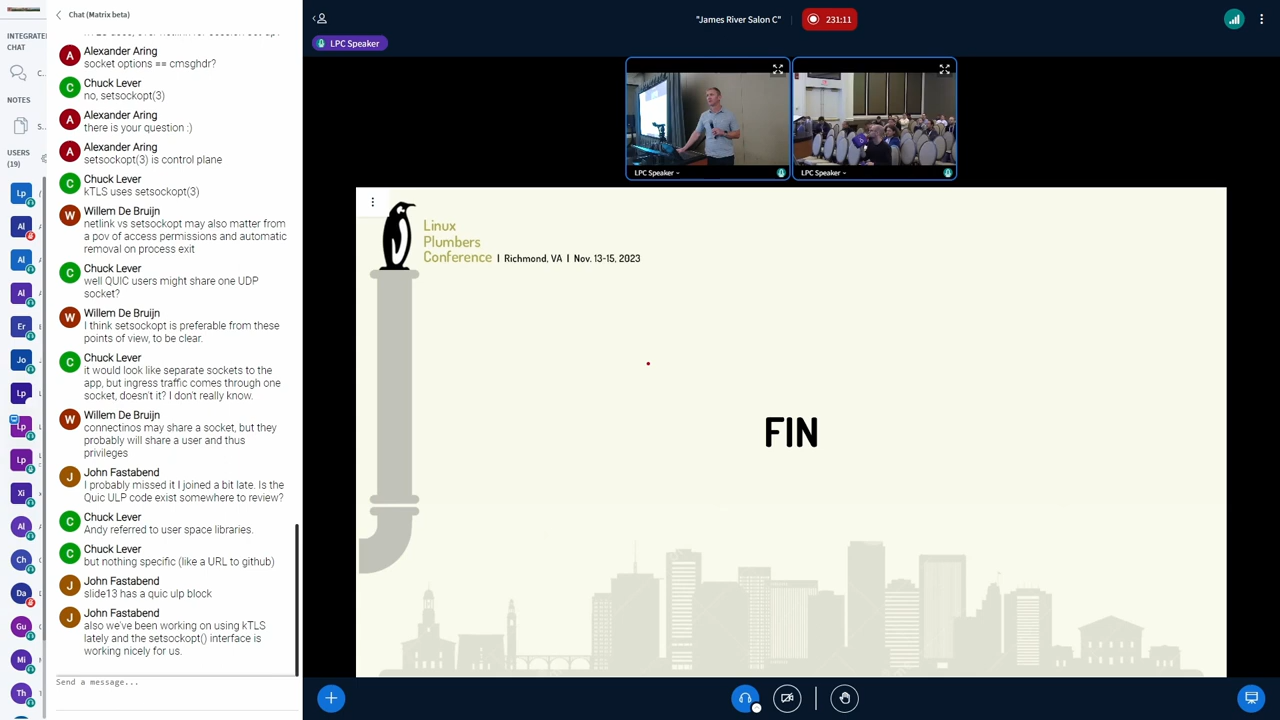 Chat (Matrix beta)
INTEGRATE
CHAT
NOTES
USERS
(19)
Alexander Aring
socket options == cmsghdr?
Chuck Lever
no, setsockopt(3)
Alexander Aring
there is your question :)
Alexander Aring
setsockopt(3) is control plane
Chuck Lever
kTLS uses setsockopt(3)
Willem De Bruijn
netlink vs setsockopt may also matter from
a pov of access permissions and automatic
removal on process exit
Chuck Lever
well QUIC users might share one UDP
socket?
Willem De Bruijn
I think setsockopt is preferable from these
points of view, to be clear.
Chuck Lever
it would look like separate sockets to the
app, but ingress traffic comes through one
socket, doesn't it? I don't really know.
Willem De Bruijn
connectinos may share a socket, but they
probably will share a user and thus
privileges
John Fastabend
I probably missed it I joined a bit late. Is the
Quic ULP code exist somewhere to review?
Chuck Lever
Andy referred to user space libraries.
Chuck Lever
but nothing specific (like a URL to github)
John Fastabend
slide13 has a quic ulp block
John Fastabend
also we've been working on using kTLS
lately and the setsockopt() interface is
working nicely for us.
Send a message...
"James River Salon C"
231:11
LPC Speaker
LPC Speaker
LPC Speaker
Linux
Plumbers
Conference | Richmond, VA | Nov. 13-15, 2023
FIN